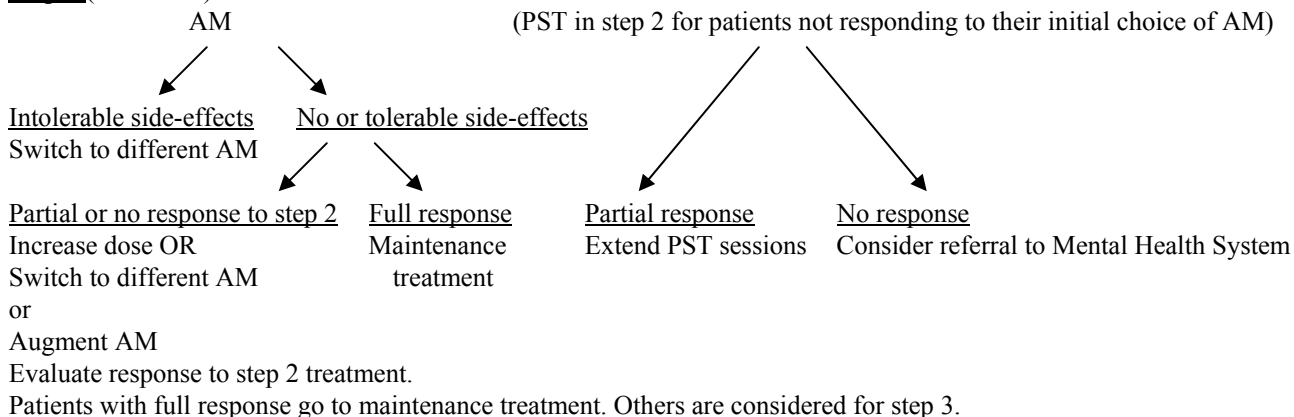 AM (PST in step 2 for patients not responding to their initial choice of AM)
Intolerable side-effects No or tolerable side-effects
Switch to different AM
Partial or no response to step 2 Full response Partial response No response
Increase dose OR Maintenance Extend PST sessions Consider referral to Mental Health System
Switch to different AM treatment
or
Augment AM
Evaluate response to step 2 treatment.
Patients with full response go to maintenance treatment. Others are considered for step 3.